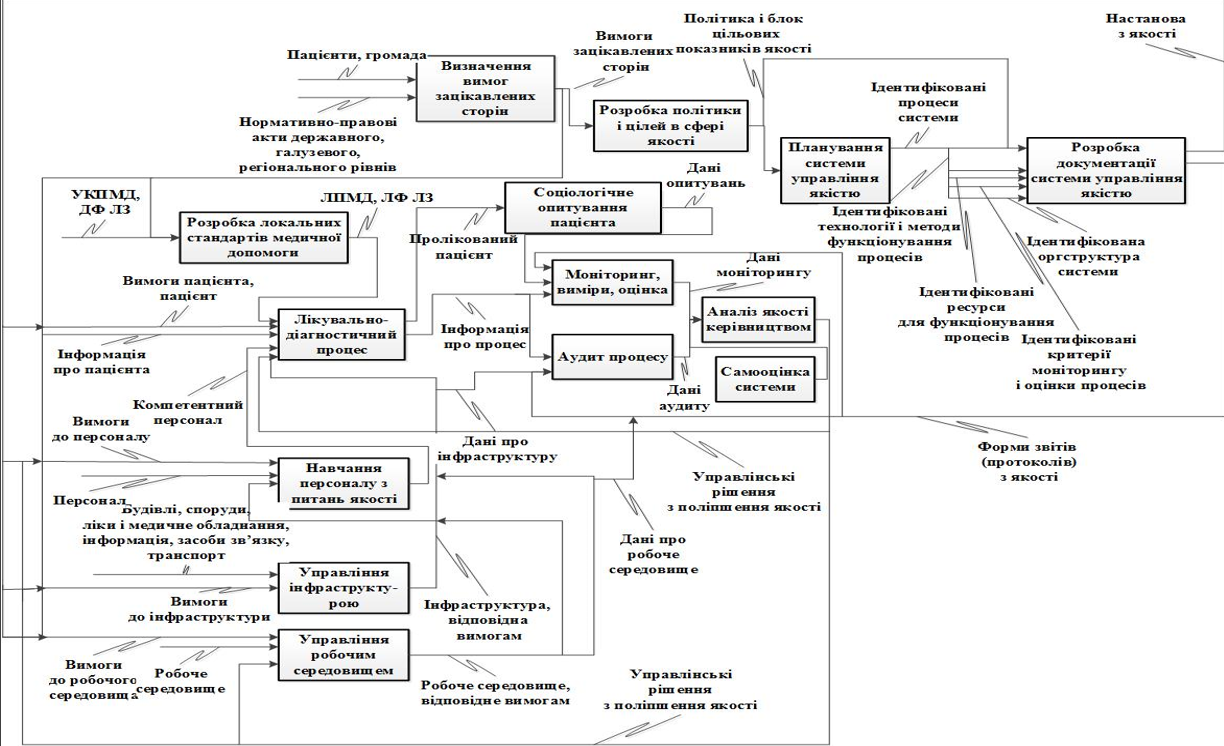 Політика і блок
цільових
показників якості
Настанова
з якості
Вимоги
зацікавлених
сторін
Пацієнти, громада
Визначення
вимог
зацікавлених
сторін
Нормативно-правові
акти державного,
галузевого,
регіонального рівнів
Розробка політики
і цілей в сфері
якості
Ідентифіковані
процеси
системи
Планування
системи
управління
якістю
Розробка
документації
системи управління
якістю
Дані
опитувань
УКПМД,
ДФ ЛЗ
Розробка локальних
стандартів медичної
допомоги
ЛПМД, ЛФ ЛЗ
Соціологічне
опитування
пацієнта
Пролікований
пацієнт
Ідентифіковані
технології і методи
функціонування
процесів
Ідентифікована
оргструктура
системи
Вимоги пацієнта,
пацієнт
Моніторинг,
виміри, оцінка
Дані
моніторингу
Ідентифіковані
ресурси
для функціонування
процесів
Ідентифіковані
критерії
моніторингу
і оцінки процесів
Лікувально-
діагностичний
процес
Інформація
про процес
Аналіз якості
керівництвом
Інформація
про пацієнта
Аудит процесу
Самооцінка
системи
Дані
аудиту
Компетентний
персонал
Вимоги
до персоналу
Дані про
інфраструктуру
Форми звітів
(протоколів)
з якості
Навчання
персоналу з
питань якості
Управлінські
рішення
з поліпшення якості
Персонал
Будівлі, споруди,
ліки і медичне обладнання,
інформація, засоби зв’язку,
транспорт
Дані про
робоче
середовище
Управління
інфраструкту-
рою
Вимоги
до інфраструктури
Інфраструктура,
відповідна
вимогам
Управління
робочим
середовищем
Вимоги
до робочого
середовища
Робоче
середовище
Робоче середовище,
відповідне вимогам
Управлінські
рішення
з поліпшення якості